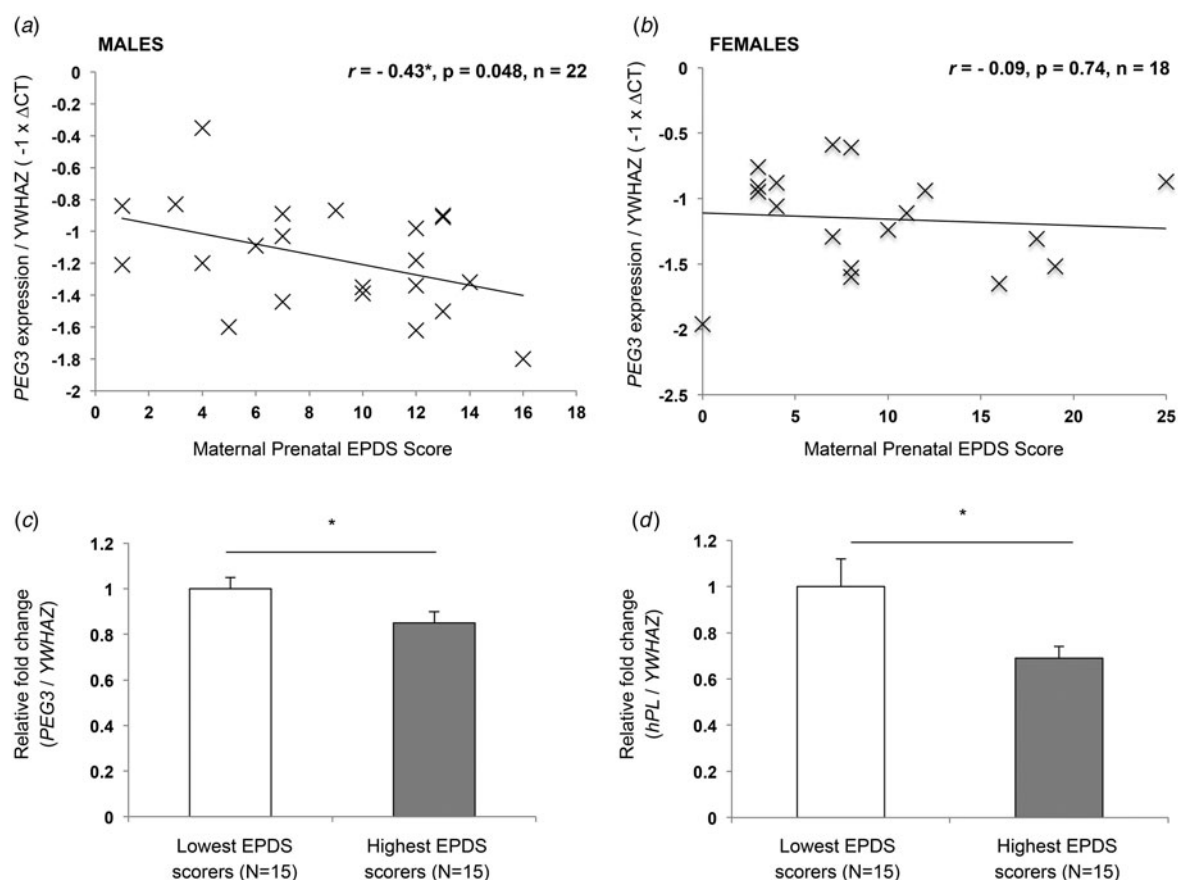 (a)
MALES
r = - 0.43*, p = 0.048, n = 22
PEG3 expression / YWHAZ ( -1 x ΔCT)
0
-0.2
-0.4
-0.6
-0.8
-1
-1.2
-1.4
-1.6
-1.8
-2
0 2 4 6 8 10 12 14 16 18
Maternal Prenatal EPDS Score
(b)
FEMALES
r = - 0.09, p = 0.74, n = 18
PEG3 expression / YWHAZ ( -1 x ΔCT)
0
-0.5
-1
-1.5
-2
-2.5
0 5 10 15 20 25
Maternal Prenatal EPDS Score
(c)
*
Relative fold change
(PEG3 / YWHAZ)
1.2
1
0.8
0.6
0.4
0.2
0
Lowest EPDS
scorers (N=15)
Highest EPDS
scorers (N=15)
(d)
*
Relative fold change
(hPL / YWHAZ)
1.2
1
0.8
0.6
0.4
0.2
0
Lowest EPDS
scorers (N=15)
Highest EPDS
scorers (N=15)